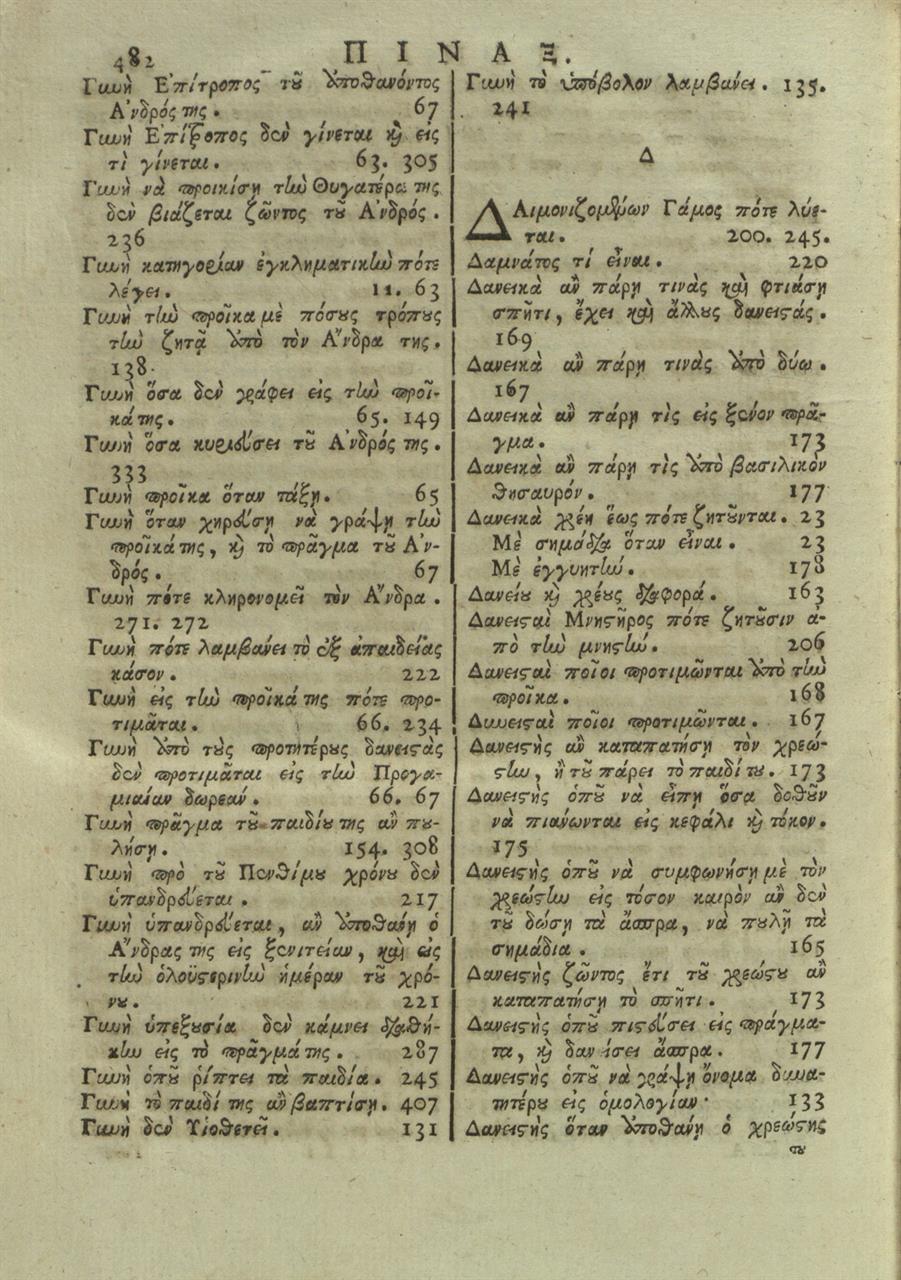 482
ΠΙΝΑΞ.
Γυνὴ Ἐπίτροπος τοῦ ἀποθανόντος
Ἀνδρός της. 67
Γυνὴ Ἐπίτροπος δὲν γίνεται καὶ εἰς
τὶ γίνεται. 63. 305
Γυνὴ νὰ προικίσῃ τὴν Θυγατέρα της
δὲν βιάζεται ζῶντος τοῦ Ἀνδρός.
236
Γυνὴ κατηγορίαν ἐγκληματικὴν πότε
λέγει. 11. 63
Γυνὴ τὴν προῖκα μὲ πόσους τρόπους
τὴν ζητᾷ ἀπὸ τὸν Ἄνδρα της.
138.
Γυνὴ ὅσα δὲν γράφει εἰς τὴν προῖ-
κά της. 65. 149
Γυνὴ ὅσα κυριεύσει τοῦ Ἀνδρός της.
333
Γυνὴ προῖκα ὅταν τάξῃ. 65
Γυνὴ ὅταν χηρεύσῃ νὰ γράψῃ τὴν
προῖκά της, καὶ τὸ πρᾶγμα τοῦ Ἀν-
δρός. 67
Γυνὴ πότε κληρονομεῖ τὸν Ἄνδρα.
271. 272
Γυνὴ πότε λαμβάνει τὸ ἐξ ἀπαιδείας
κάσον. 222
Γυνὴ εἰς τὴν προῖκά της πότε προ-
τιμᾶται. 66. 234
Γυνὴ ἀπὸ τοὺς προτητέρους δανειστὰς
δὲν προτιμᾶται εἰς τὴν Προγα-
μιαίαν δωρεάν. 66. 67
Γυνὴ πρᾶγμα τοῦ παιδίου της ἂν που-
λήσῃ. 154. 308
Γυνὴ πρὸ τοῦ Πενθίμου χρόνου δὲν
ὑπανδρεύεται. 217
Γυνὴ ὑπανδρεύεται, ἂν ἀποθάνῃ ὁ
Ἄνδρας της εἰς ξενιτείαν, καὶ εἰς
τὴν ὁλοϋστερινὴν ἡμέραν τοῦ χρό-
νου. 221
Γυνὴ ὑπεξουσία δὲν κάμνει διαθή-
κην εἰς τὸ πρᾶγμά της. 287
Γυνὴ ὁποῦ ῥίπτει τὰ παιδία. 245
Γυνὴ τὸ παιδί της ἂν βαπτίσῃ. 407
Γυνὴ δὲν Υἱοθετεῖ. 131
Γυνὴ τὸ ὑπόβολον λαμβάνει. 135.
241
Δ
ΔΑιμονιζομένων Γάμος πότε λύε-
ται. 200. 245.
Δαμνάτος τί εἶναι. 220
Δανεικὰ ἂν πάρῃ τινὰς καὶ φτιάσῃ
σπῆτι, ἔχει καὶ ἄλλους δανειστάς.
169
Δανεικὰ ἂν πάρῃ τινὰς ἀπὸ δύω.
167
Δανεικὰ ἂν πάρῃ τὶς εἰς ξένον πρᾶ-
γμα. 173
Δανεικὰ ἂν πάρῃ τὶς ἀπὸ βασιλικὸν
θησαυρόν. 177
Δανεικὰ χρέη ἕως πότε ζητοῦνται. 23
Μὲ σημάδια ὅταν εἶναι. 23
Μὲ ἐγγυητήν. 178
Δανείου καὶ χρέους διαφορά. 163
Δανεισταὶ Μνηστῆρος πότε ζητοῦσιν ἀ-
πὸ τὴν μνηστήν. 206
Δανεισταὶ ποῖοι προτιμῶνται ἀπὸ τὴν
προῖκα. 168
Δανεισταὶ ποῖοι προτιμῶνται. 167
Δανειστὴς ἂν καταπατήσῃ τὸν χρεώ-
στην, ἢ τοῦ πάρει τὸ παιδί του. 173
Δανειστὴς ὁποῦ νὰ εἴπῃ ὅσα δοθοῦν
νὰ πιάνωνται εἰς κεφάλι καὶ τόκον.
175
Δανειστὴς ὁποῦ νὰ συμφωνήσῃ μὲ τὸν
χρεώστην εἰς τόσον καιρὸν ἂν δὲν
τοῦ δώσῃ τὰ ἄσπρα, νὰ πουλῇ τὰ
σημάδια. 165
Δανειστὴς ζῶντος ἔτι τοῦ χρεώστου ἂν
καταπατήσῃ τὸ σπῆτι. 173
Δανειστὴς ὁποῦ πιστεύσει εἰς πράγμα-
τα, καὶ δανείσει ἄσπρα. 177
Δανειστὴς ὁποῦ νὰ γράψῃ ὄνομα δυνα-
τητέρου εἰς ὁμολογίαν. 133
Δανειστὴς ὅταν ἀποθάνῃ ὁ χρεώστης
του